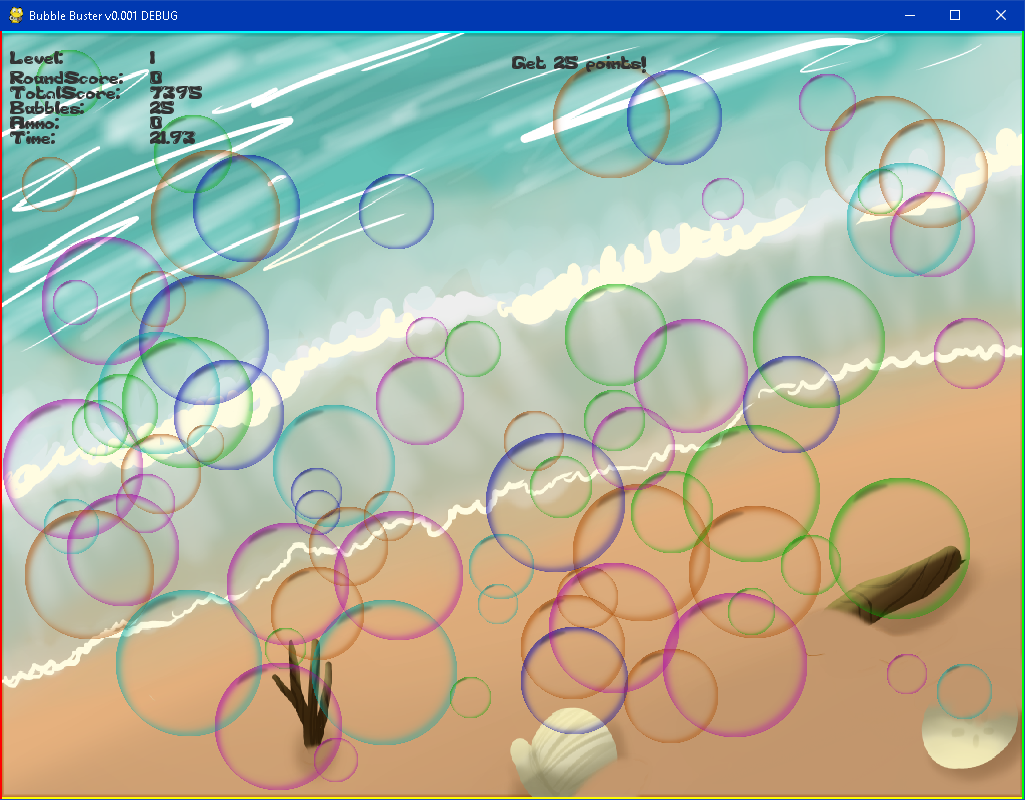 Bubble Buster v0.001 DEBUG
Level: 1
Get 25 points!
RoundScore: 0
TotalScore: 7395
Bubbles: 25
Ammo: 0
Time: 21.93